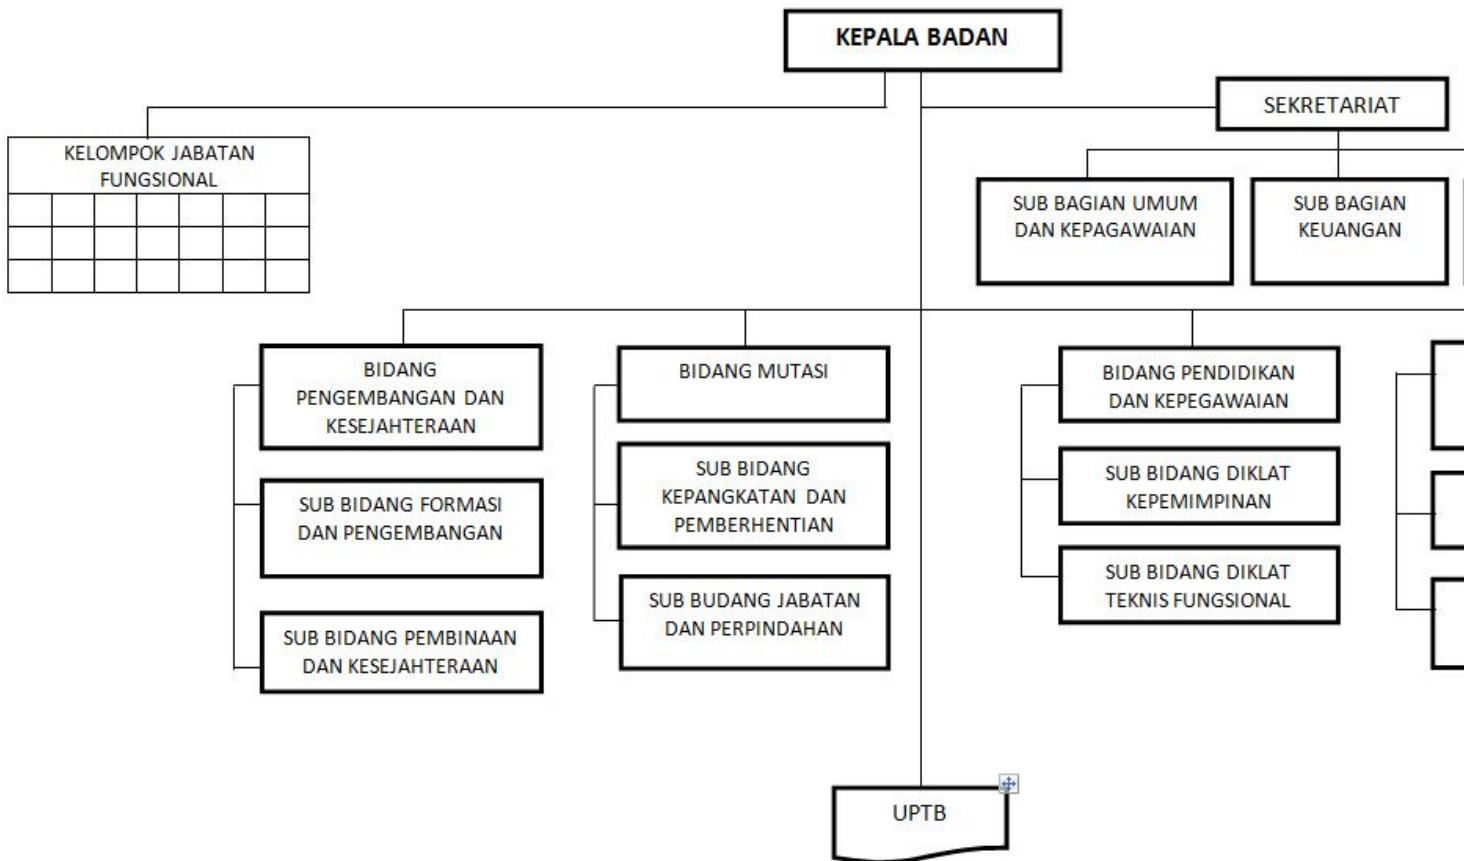 KEPALA BADAN
SEKRETARIAT
KELOMPOK JABATAN
FUNGSIONAL
SUB BAGIAN UMUM
DAN KEPAGAWAIAN
SUB BAGIAN
KEUANGAN
BIDANG
PENGEMBANGAN DAN
KESEJAHTERAAN
SUB BIDANG FORMASI
DAN PENGEMBANGAN
SUB BIDANG PEMBINAAN
DAN KESEJAHTERAAN
BIDANG MUTASI
SUB BIDANG
KEPANGKATAN DAN
PEMBERHENTIAN
SUB BUDANG JABATAN
DAN PERPINDAHAN
BIDANG PENDIDIKAN
DAN KEPEGAWAIAN
SUB BIDANG DIKLAT
KEPEMIMPINAN
SUB BIDANG DIKLAT
TEKNIS FUNGSIONAL
UPTB